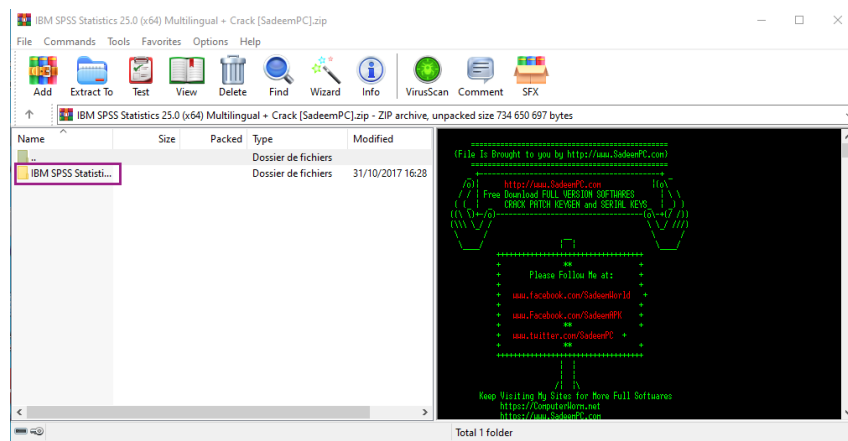 IBM SPSS Statistics 25.0 (x64) Multilingual + Crack [SadeemPC].zip
File Commands Tools Favorites Options Help
Add Extract To Test View Delete Find Wizard Info VirusScan Comment SFX
IBM SPSS Statistics 25.0 (x64) Multilingual + Crack [SadeemPC].zip - ZIP archive, unpacked size 734 650 697 bytes
Name Size Packed Type Modified
.. Dossier de fichiers
IBM SPSS Statisti... Dossier de fichiers 31/10/2017 16:28
(File Is Brought to you by http://www.SadeemPC.com)
http://www.SadeemPC.com
Free Download FULL VERSION SOFTWARES
CRACK PATCH KEYGEN and SERIAL KEYS
Please Follow Me at:
www.facebook.com/SadeemWorld
www.Facebook.com/SadeemAPK
www.twitter.com/SadeemPC
Keep Visiting My Sites for More Full Softwares
https://ComputerWorm.net
https://www.SadeemPC.com
Total 1 folder